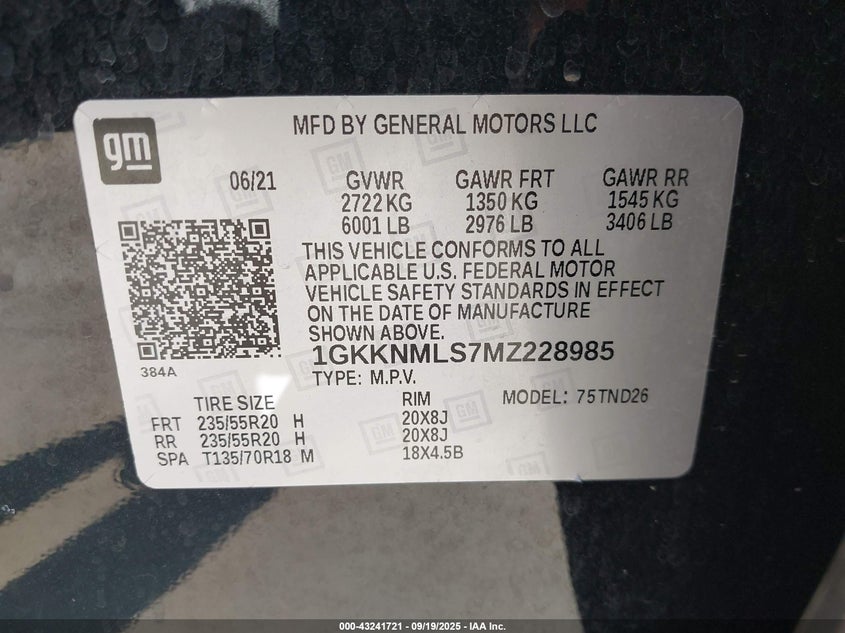 gm
MFD BY GENERAL MOTORS LLC
06/21 GVWR GAWR FRT GAWR RR
2722 KG 1350 KG 1545 KG
6001 LB 2976 LB 3406 LB
THIS VEHICLE CONFORMS TO ALL
APPLICABLE U.S. FEDERAL MOTOR
VEHICLE SAFETY STANDARDS IN EFFECT
ON THE DATE OF MANUFACTURE
SHOWN ABOVE.
1GKKNMLS7MZ228985
384A
TYPE: M.P.V.
TIRE SIZE RIM MODEL: 75TND26
FRT 235/55R20 H 20X8J
RR 235/55R20 H 20X8J
SPA T135/70R18 M 18X4.5B
000-43241721 - 09/19/2025 - IAA Inc.